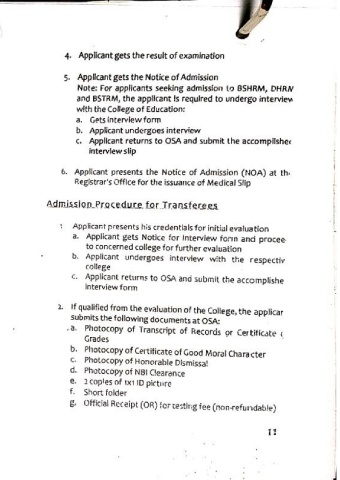 4. Applicant gets the result of examination
5. Applicant gets the Notice of Admission
Note: For applicants seeking admission to BSHRM, DHRM
and BSTRM, the applicant is required to undergo interview
with the College of Education:
a. Gets interview form
b. Applicant undergoes interview
c. Applicant returns to OSA and submit the accomplishe
interview slip
6. Applicant presents the Notice of Admission (NOA) at th
Registrar's Office for the issuance of Medical Slip
Admission Procedure for Transferees
1 Applicant presents his credentials for initial evaluation
a. Applicant gets Notice for Interview form and procee
to concerned college for further evaluation
b. Applicant undergoes interview with the respectiv
college
c. Applicant returns to OSA and submit the accomplishe
interview form
2. If qualified from the evaluation of the College, the applicar
submits the following documents at OSA:
a. Photocopy of Transcript of Records or Certificate
Grades
b. Photocopy of Certificate of Good Moral Character
c. Photocopy of Honorable Dismissal
d. Photocopy of NBI Clearance
e. 2 copies of 1x1 ID picture
f. Short folder
g. Official Receipt (OR) for testing fee (non-refundable)